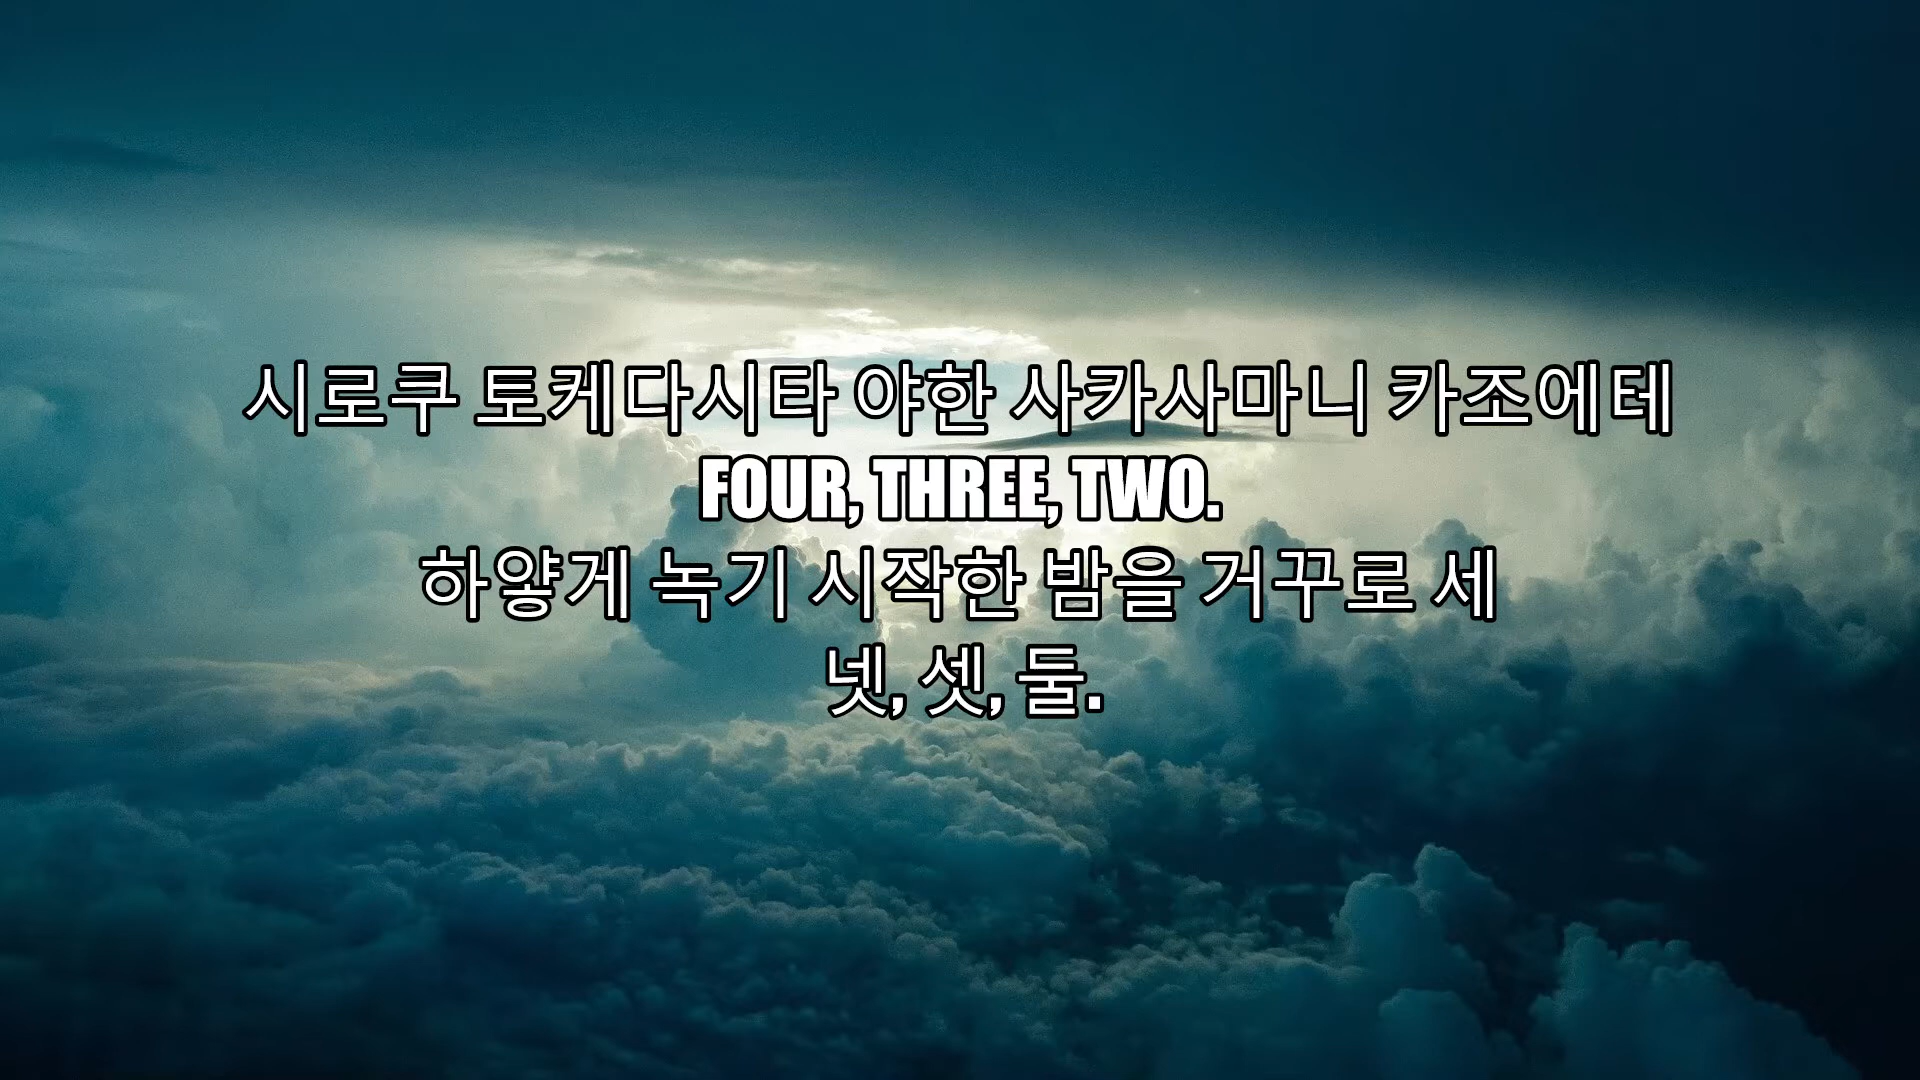 시로쿠 토케다시타 야한 사카사마니 카조에테
FOUR, THREE, TWO.
하얗게 녹기 시작한 밤을 거꾸로 세
넷, 셋, 둘.